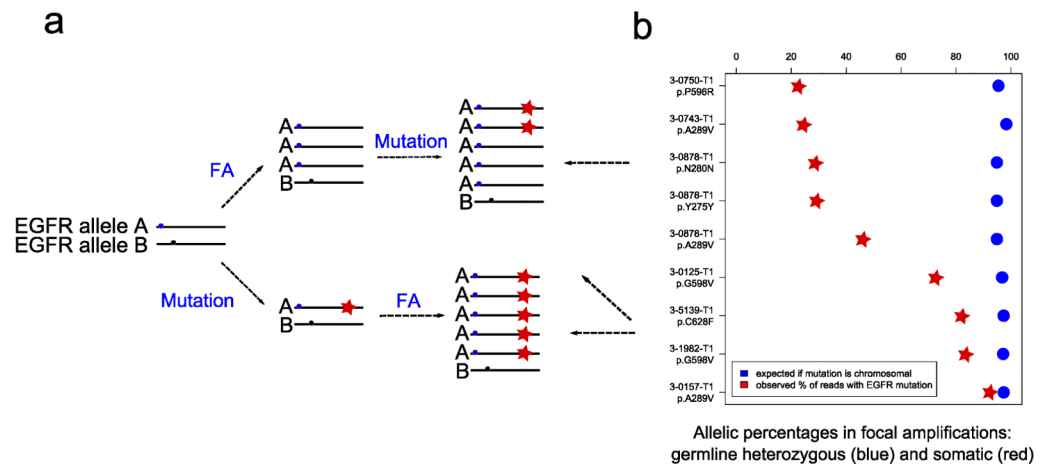 a
EGFR allele A
EGFR allele B
FA
A
A
A
B
Mutation
A
A
A
A
A
B
Mutation
A
B
FA
A
A
A
A
A
B
b
0 20 40 60 80 100
3-0750-T1
p.P596R
3-0743-T1
p.A289V
3-0878-T1
p.N280N
3-0878-T1
p.Y275Y
3-0878-T1
p.A289V
3-0125-T1
p.G598V
3-5139-T1
p.C628F
3-1982-T1
p.G598V
3-0157-T1
p.A289V
expected if mutation is chromosomal
observed % of reads with EGFR mutation
Allelic percentages in focal amplifications:
germline heterozygous (blue) and somatic (red)